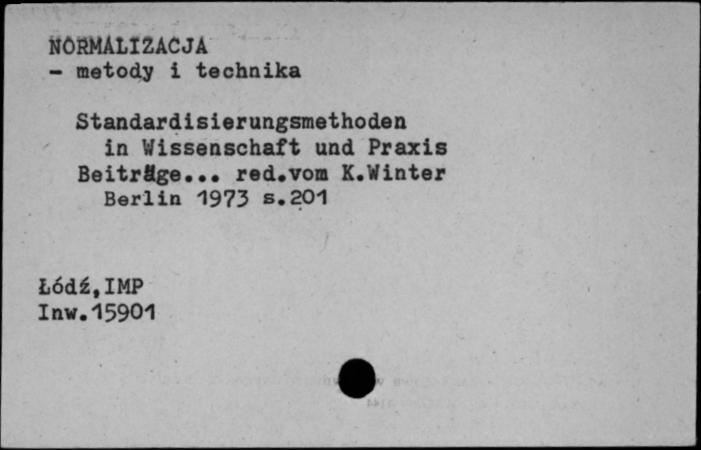 NORMALIZACJA
- metody i technika
Standardisierungsmethoden
in Wissenschaft und Praxis
Beiträge... red.vom K.Winter
Berlin 1973 s.201
Łódź,IMP
Inw.15901